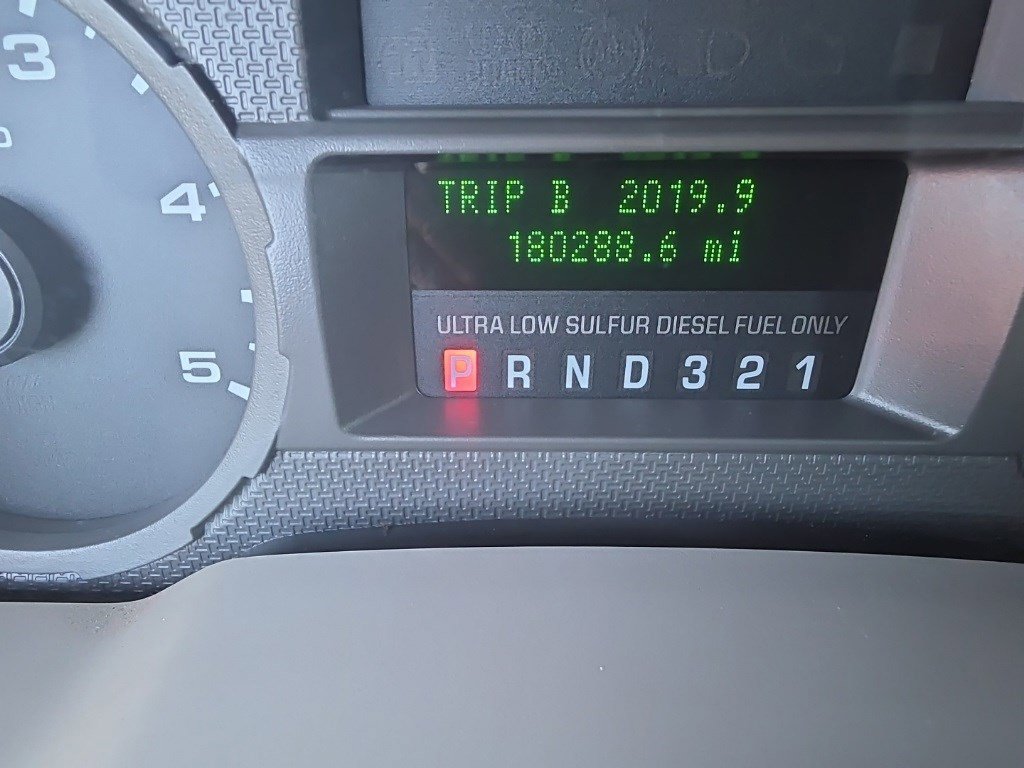 3
4
5
TRIP B 2019.9
180288.6 mi
ULTRA LOW SULFUR DIESEL FUEL ONLY
P R N D 3 2 1